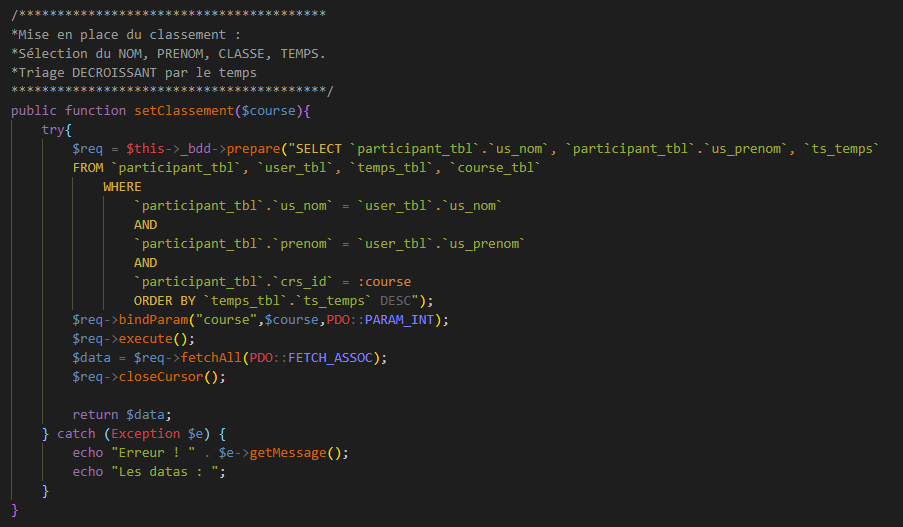 /****************************************
*Mise en place du classement :
*Sélection du NOM, PRENOM, CLASSE, TEMPS.
*Triage DECROISSANT par le temps
*****************************************/
public function setClassement($course){
    try{
        $req = $this->_bdd->prepare("SELECT `participant_tbl`.`us_nom`, `participant_tbl`.`us_prenom`, `ts_temps`
        FROM `participant_tbl`, `user_tbl`, `temps_tbl`, `course_tbl`
            WHERE
                `participant_tbl`.`us_nom` = `user_tbl`.`us_nom`
                AND
                `participant_tbl`.`prenom` = `user_tbl`.`us_prenom`
                AND
                `participant_tbl`.`crs_id` = :course
                ORDER BY `temps_tbl`.`ts_temps` DESC");
        $req->bindParam("course",$course,PDO::PARAM_INT);
        $req->execute();
        $data = $req->fetchAll(PDO::FETCH_ASSOC);
        $req->closeCursor();

        return $data;
    } catch (Exception $e) {
        echo "Erreur ! " . $e->getMessage();
        echo "Les datas : ";
    }
}